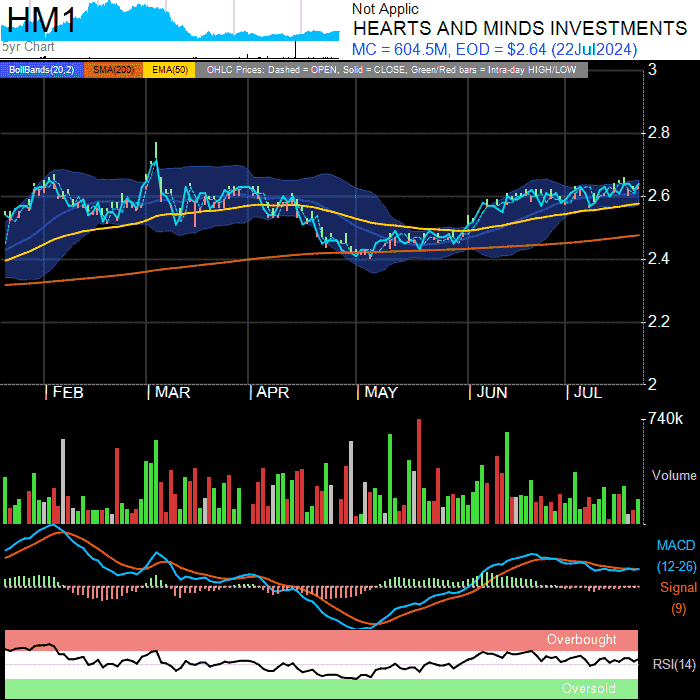 HM1
5yr Chart
Not Applic
HEARTS AND MINDS INVESTMENTS
MC = 604.5M, EOD = $2.64 (22Jul2024)
BollBands(20,2) SMA(200) EMA(50) OHLC Prices: Dashed = OPEN, Solid = CLOSE, Green/Red bars = Intra-day HIGH/LOW
3
2.8
2.6
2.4
2.2
2
FEB MAR APR MAY JUN JUL
740k
Volume
MACD
(12-26)
Signal
(9)
Overbought
RSI(14)
Oversold